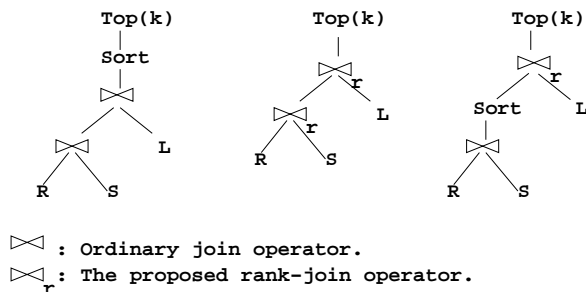 Top(k) Top(k) Top(k)
Sort
r r
L L Sort L
r
R S R S R S
: Ordinary join operator.
r : The proposed rank-join operator.